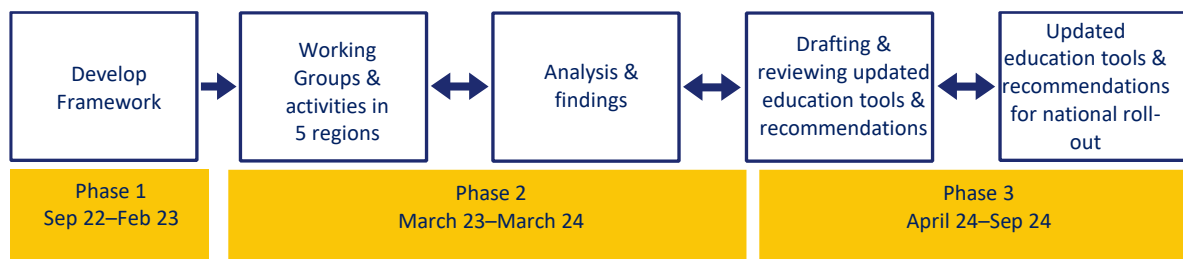 Develop
Framework
Working
Groups &
activities in
5 regions
Analysis &
findings
Drafting &
reviewing updated
education tools &
recommendations
Updated
education tools &
recommendations
for national roll-
out
Phase 1
Sep 22–Feb 23
Phase 2
March 23–March 24
Phase 3
April 24–Sep 24